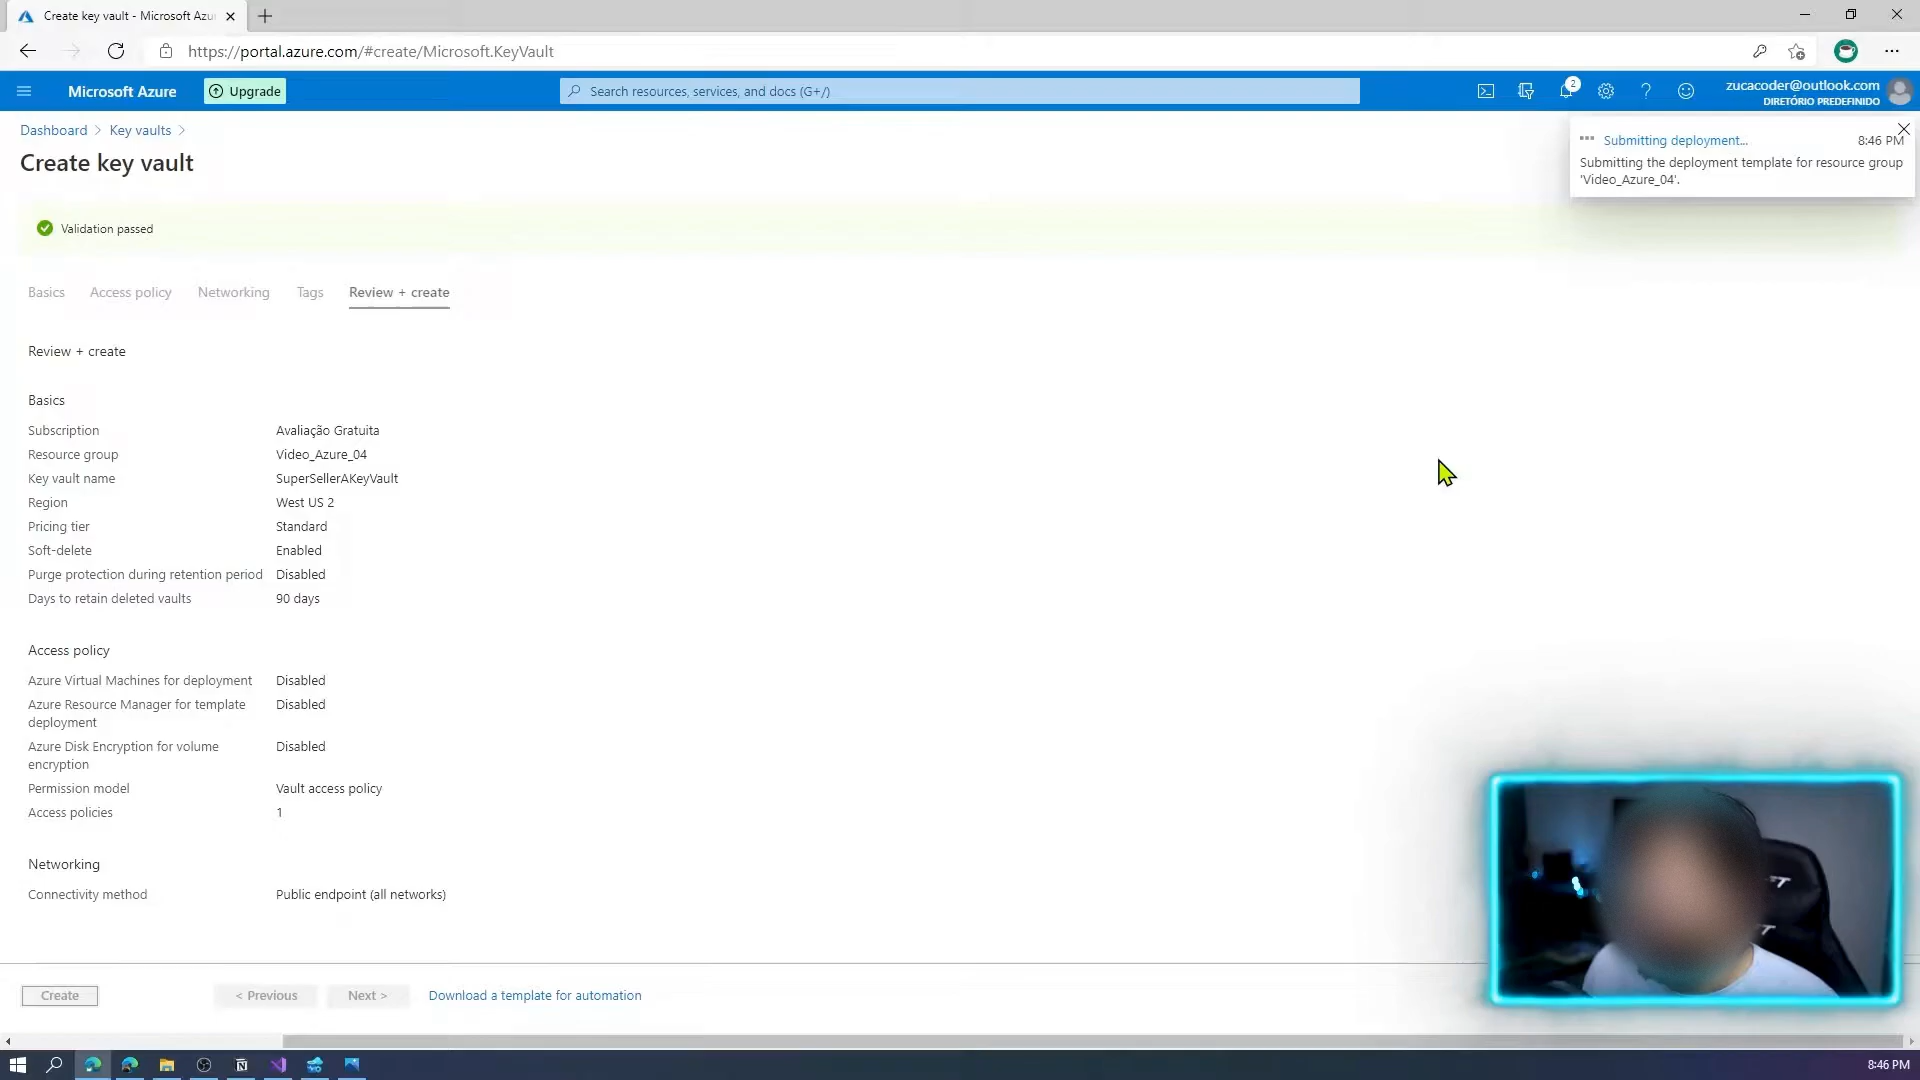 Create key vault - Microsoft Azu
https://portal.azure.com/#create/Microsoft.KeyVault
Microsoft Azure
Upgrade
Search resources, services, and docs (G+/)
2
zucacoder@outlook.com
DIRETÓRIO PREDEFINIDO
Dashboard > Key vaults >
Create key vault
Submitting deployment... 8:46 PM
Submitting the deployment template for resource group
'Video_Azure_04'.
Validation passed
Basics Access policy Networking Tags Review + create
Review + create
Basics
Subscription Avaliação Gratuita
Resource group Video_Azure_04
Key vault name SuperSellerAKeyVault
Region West US 2
Pricing tier Standard
Soft-delete Enabled
Purge protection during retention period Disabled
Days to retain deleted vaults 90 days
Access policy
Azure Virtual Machines for deployment Disabled
Azure Resource Manager for template Disabled
deployment
Azure Disk Encryption for volume Disabled
encryption
Permission model Vault access policy
Access policies 1
Networking
Connectivity method Public endpoint (all networks)
Create < Previous Next > Download a template for automation
8:46 PM